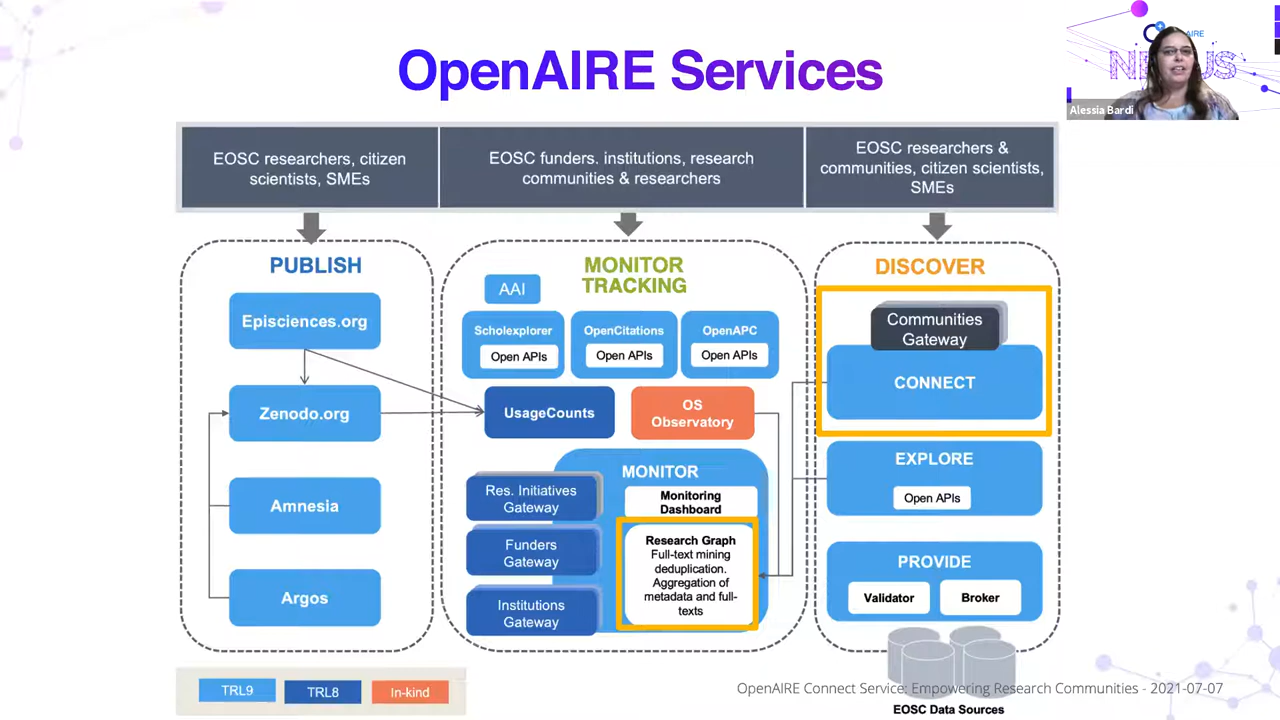 OpenAIRE Services
AIRE
Alessia Bardi
EOSC researchers, citizen
scientists, SMEs
EOSC funders. institutions, research
communities & researchers
EOSC researchers &
communities, citizen scientists,
SMEs
PUBLISH
Episciences.org
Zenodo.org
Amnesia
Argos
MONITOR
TRACKING
AAI
Scholexplorer
Open APIs
OpenCitations
Open APIs
OpenAPC
Open APIs
UsageCounts
OS
Observatory
MONITOR
Monitoring
Dashboard
Res. Initiatives
Gateway
Funders
Gateway
Institutions
Gateway
Research Graph
Full-text mining
deduplication.
Aggregation of
metadata and full-
texts
DISCOVER
Communities
Gateway
CONNECT
EXPLORE
Open APIs
PROVIDE
Validator
Broker
TRL9
TRL8
In-kind
OpenAIRE Connect Service: Empowering Research Communities - 2021-07-07
EOSC Data Sources